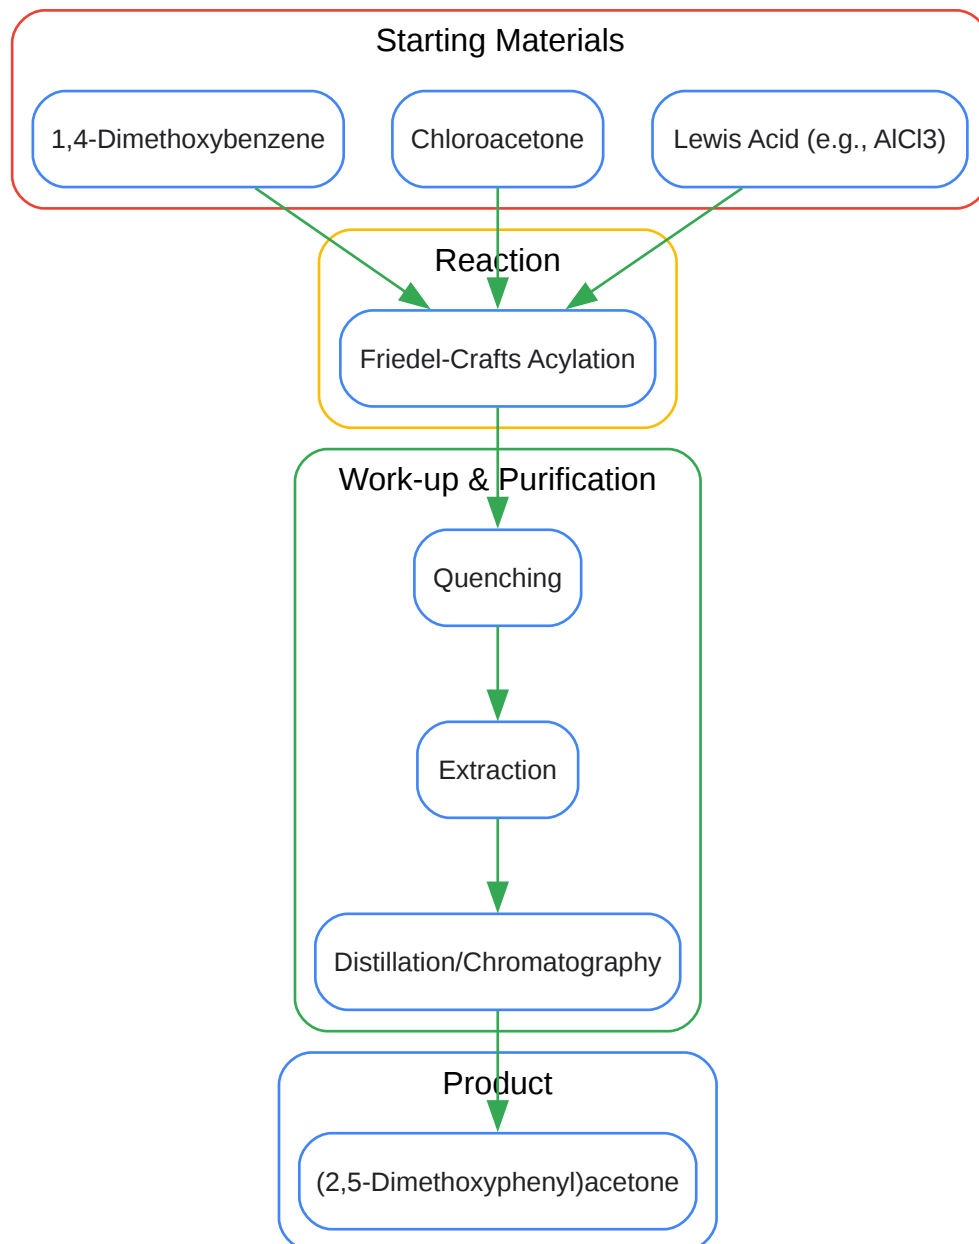 Starting Materials
1,4-Dimethoxybenzene
Chloroacetone
Lewis Acid (e.g., AlCl3)
Reaction
Friedel-Crafts Acylation
Work-up & Purification
Quenching
Extraction
Distillation/Chromatography
Product
(2,5-Dimethoxyphenyl)acetone